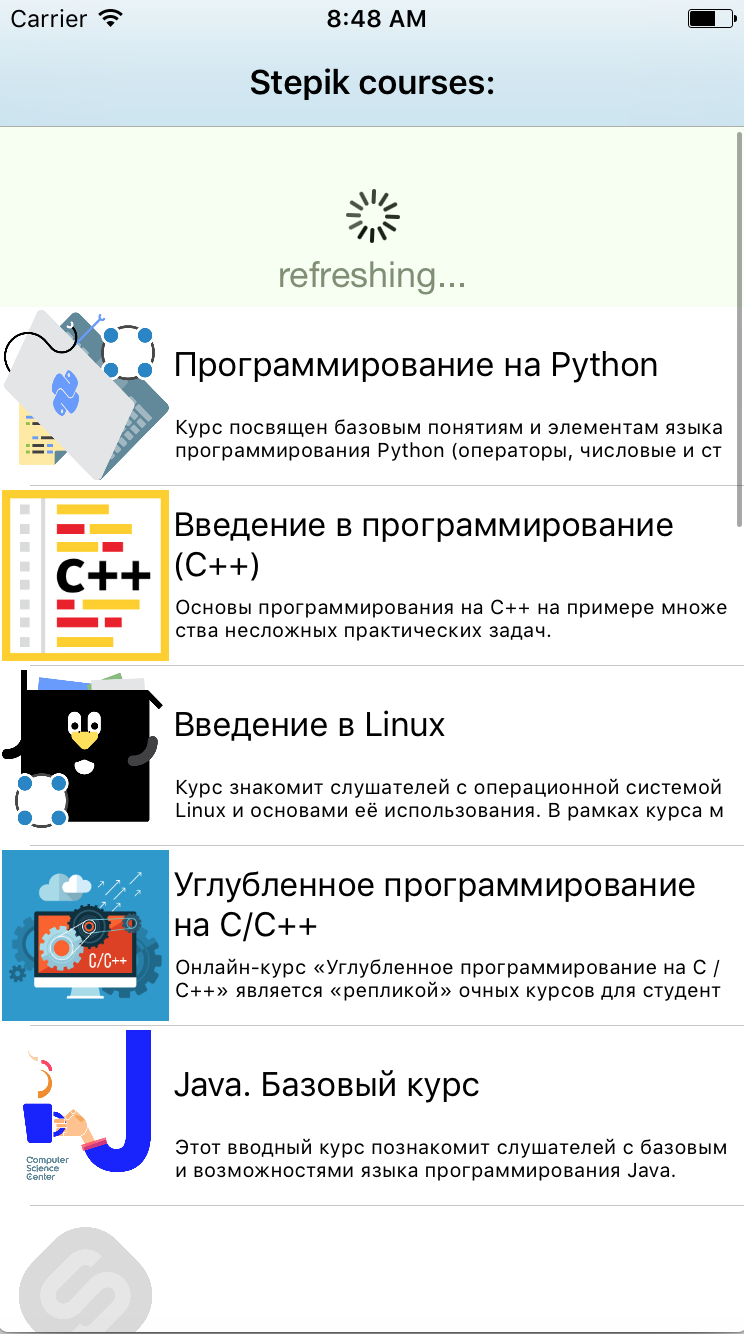 Carrier 8:48 AM
Stepik courses:
refreshing...
Программирование на Python
Курс посвящен базовым понятиям и элементам языка
программирования Python (операторы, числовые и ст
C++
Введение в программирование
(C++)
Основы программирования на C++ на примере множе
ства несложных практических задач.
Введение в Linux
Курс знакомит слушателей с операционной системой
Linux и основами её использования. В рамках курса м
C/C++
Углубленное программирование
на C/C++
Онлайн-курс «Углубленное программирование на C /
C++» является «репликой» очных курсов для студент
Computer
Science
Center
Java. Базовый курс
Этот вводный курс познакомит слушателей с базовым
и возможностями языка программирования Java.